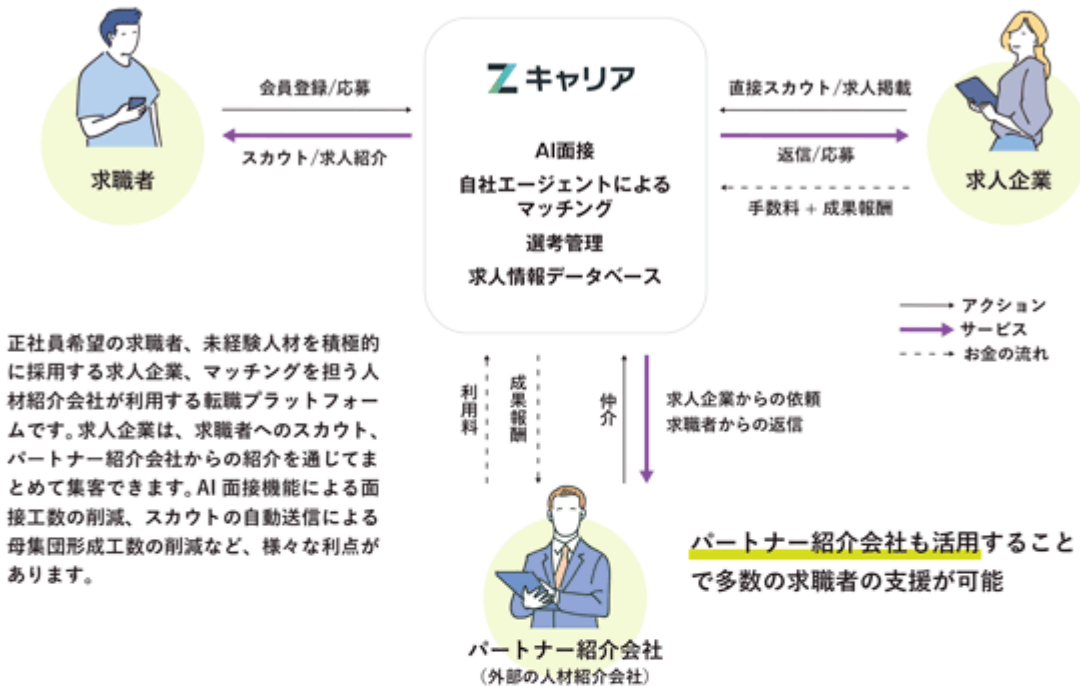 Zキャリア
会員登録/応募
スカウト/求人紹介
求職者
AI面接
自社エージェントによる
マッチング
選考管理
求人情報データベース
直接スカウト/求人掲載
返信/応募
手数料 + 成果報酬
求人企業
アクション
サービス
お金の流れ
正社員希望の求職者、未経験人材を積極的
に採用する求人企業、マッチングを担う人
材紹介会社が利用する転職プラットフォー
ムです。求人企業は、求職者へのスカウト、
パートナー紹介会社からの紹介を通じてま
とめて集客できます。AI 面接機能による面
接工数の削減、スカウトの自動送信による
母集団形成工数の削減など、様々な利点が
あります。
利用料
成果報酬
仲介
求人企業からの依頼
求職者からの返信
パートナー紹介会社も活用すること
で多数の求職者の支援が可能
パートナー紹介会社
（外部の人材紹介会社）